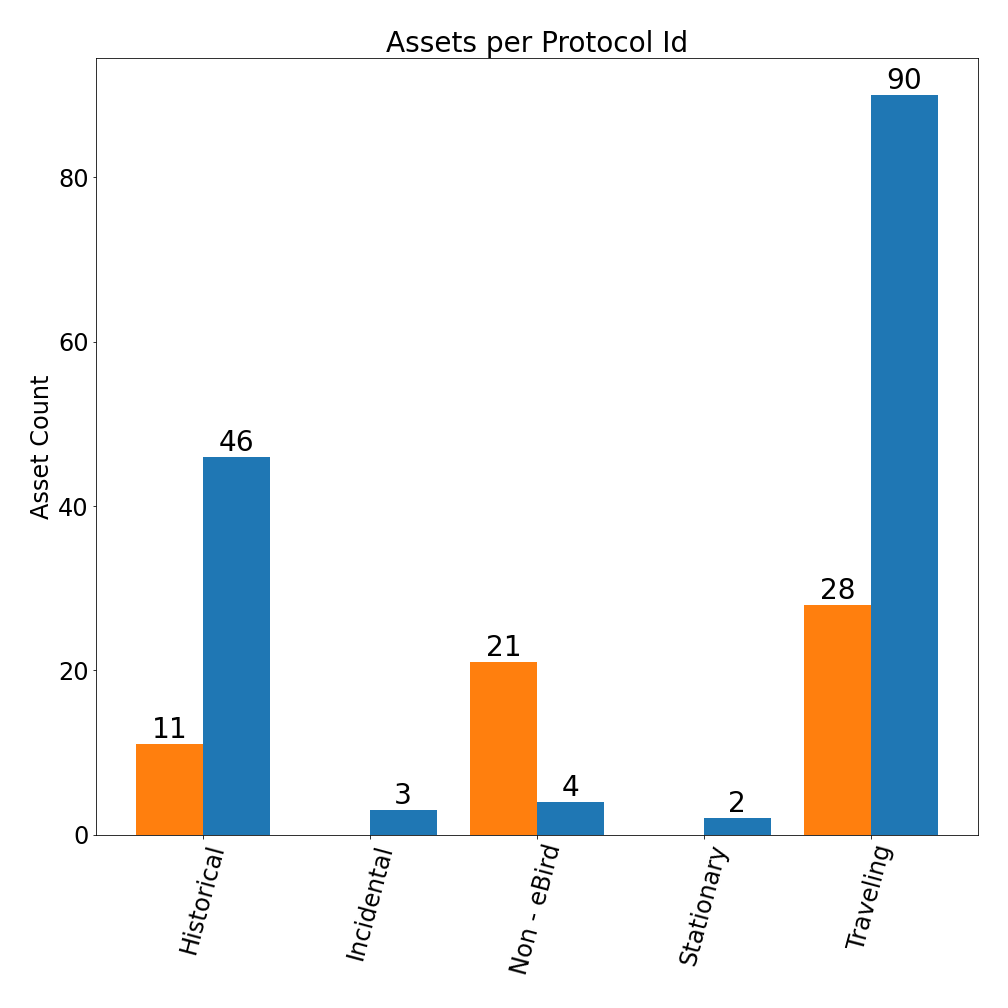 Assets per Protocol Id
Asset Count
80
60
40
20
0
11
46
3
21
4
2
28
90
Historical
Incidental
Non - eBird
Stationary
Traveling